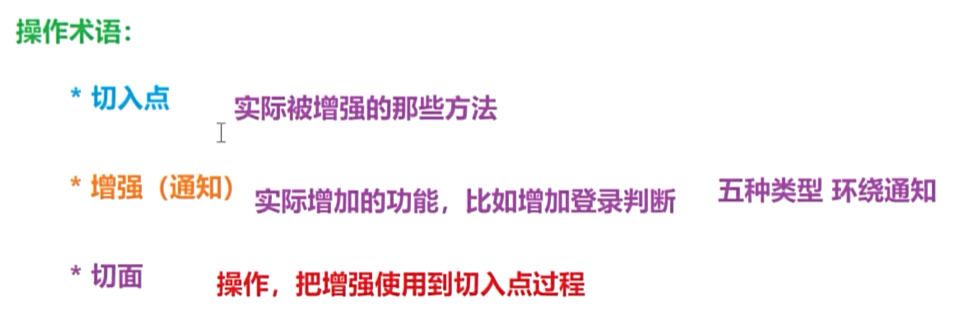 操作术语：
* 切入点 实际被增强的那些方法
* 增强（通知） 实际增加的功能，比如增加登录判断 五种类型 环绕通知
* 切面 操作，把增强使用到切入点过程